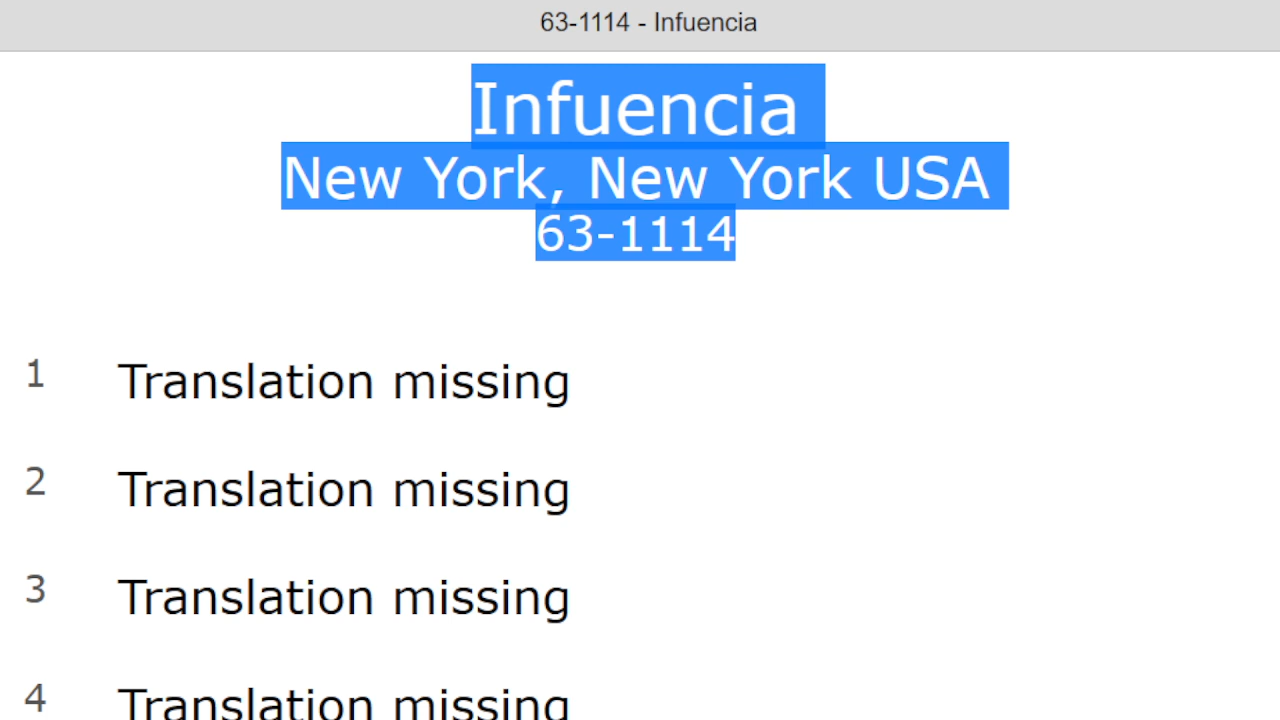 63-1114 - Infuencia
Infuencia
New York, New York USA
63-1114
1 Translation missing
2 Translation missing
3 Translation missing
4 Translation missing